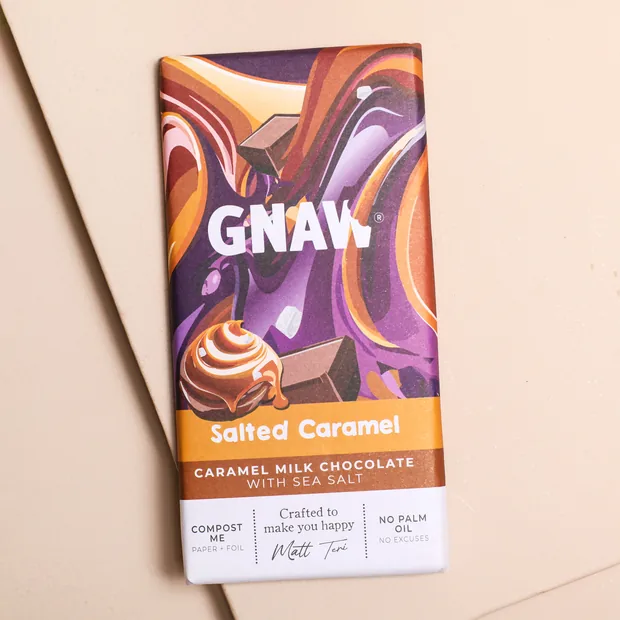 GNAW®
Salted Caramel
CARAMEL MILK CHOCOLATE
WITH SEA SALT
COMPOST
ME
PAPER + FOIL
Crafted to
make you happy
Matt Teri
NO PALM
OIL
NO EXCUSES